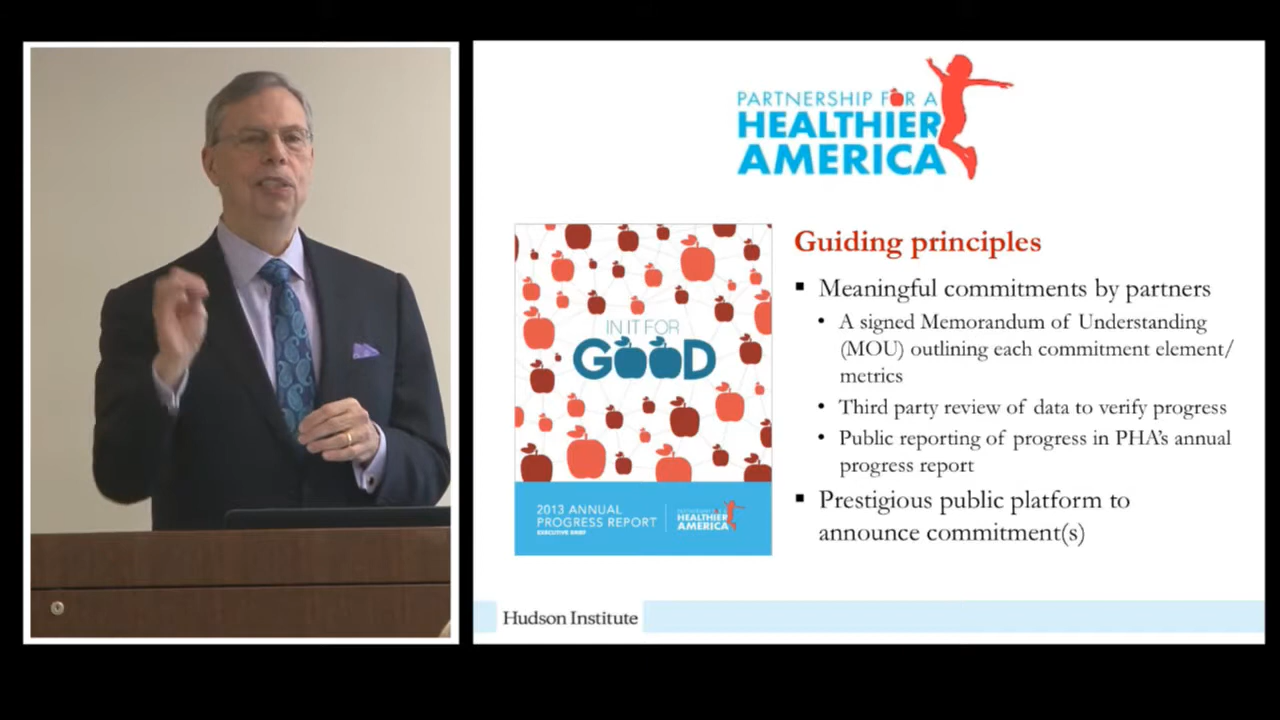 PARTNERSHIP FOR A
HEALTHIER
AMERICA
IN IT FOR
GOOD
2013 ANNUAL
PROGRESS REPORT
EXECUTIVE BRIEF
PARTNERSHIP FOR A
HEALTHIER
AMERICA
Guiding principles
▪ Meaningful commitments by partners
• A signed Memorandum of Understanding
(MOU) outlining each commitment element/
metrics
• Third party review of data to verify progress
• Public reporting of progress in PHA's annual
progress report
▪ Prestigious public platform to
announce commitment(s)
Hudson Institute